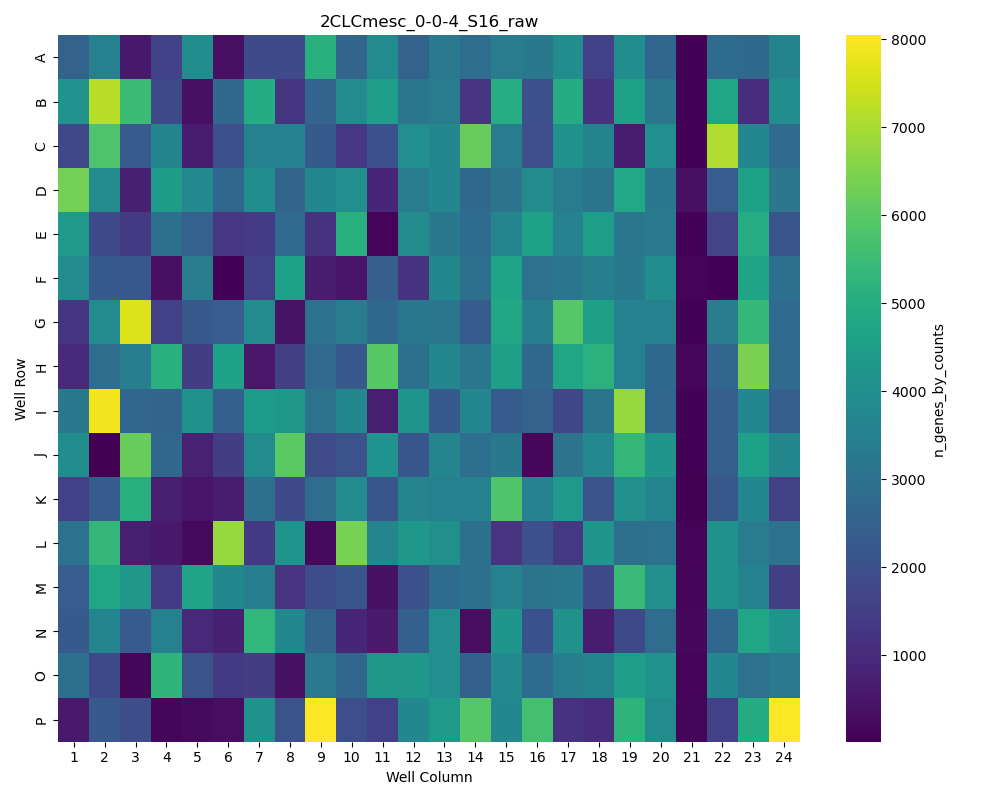 2CLCmesc_0-0-4_S16_raw
A
B
C
D
E
F
G
H
I
J
K
L
M
N
O
P
Well Row
1 2 3 4 5 6 7 8 9 10 11 12 13 14 15 16 17 18 19 20 21 22 23 24
Well Column
8000
7000
6000
5000
4000
3000
2000
1000
n_genes_by_counts